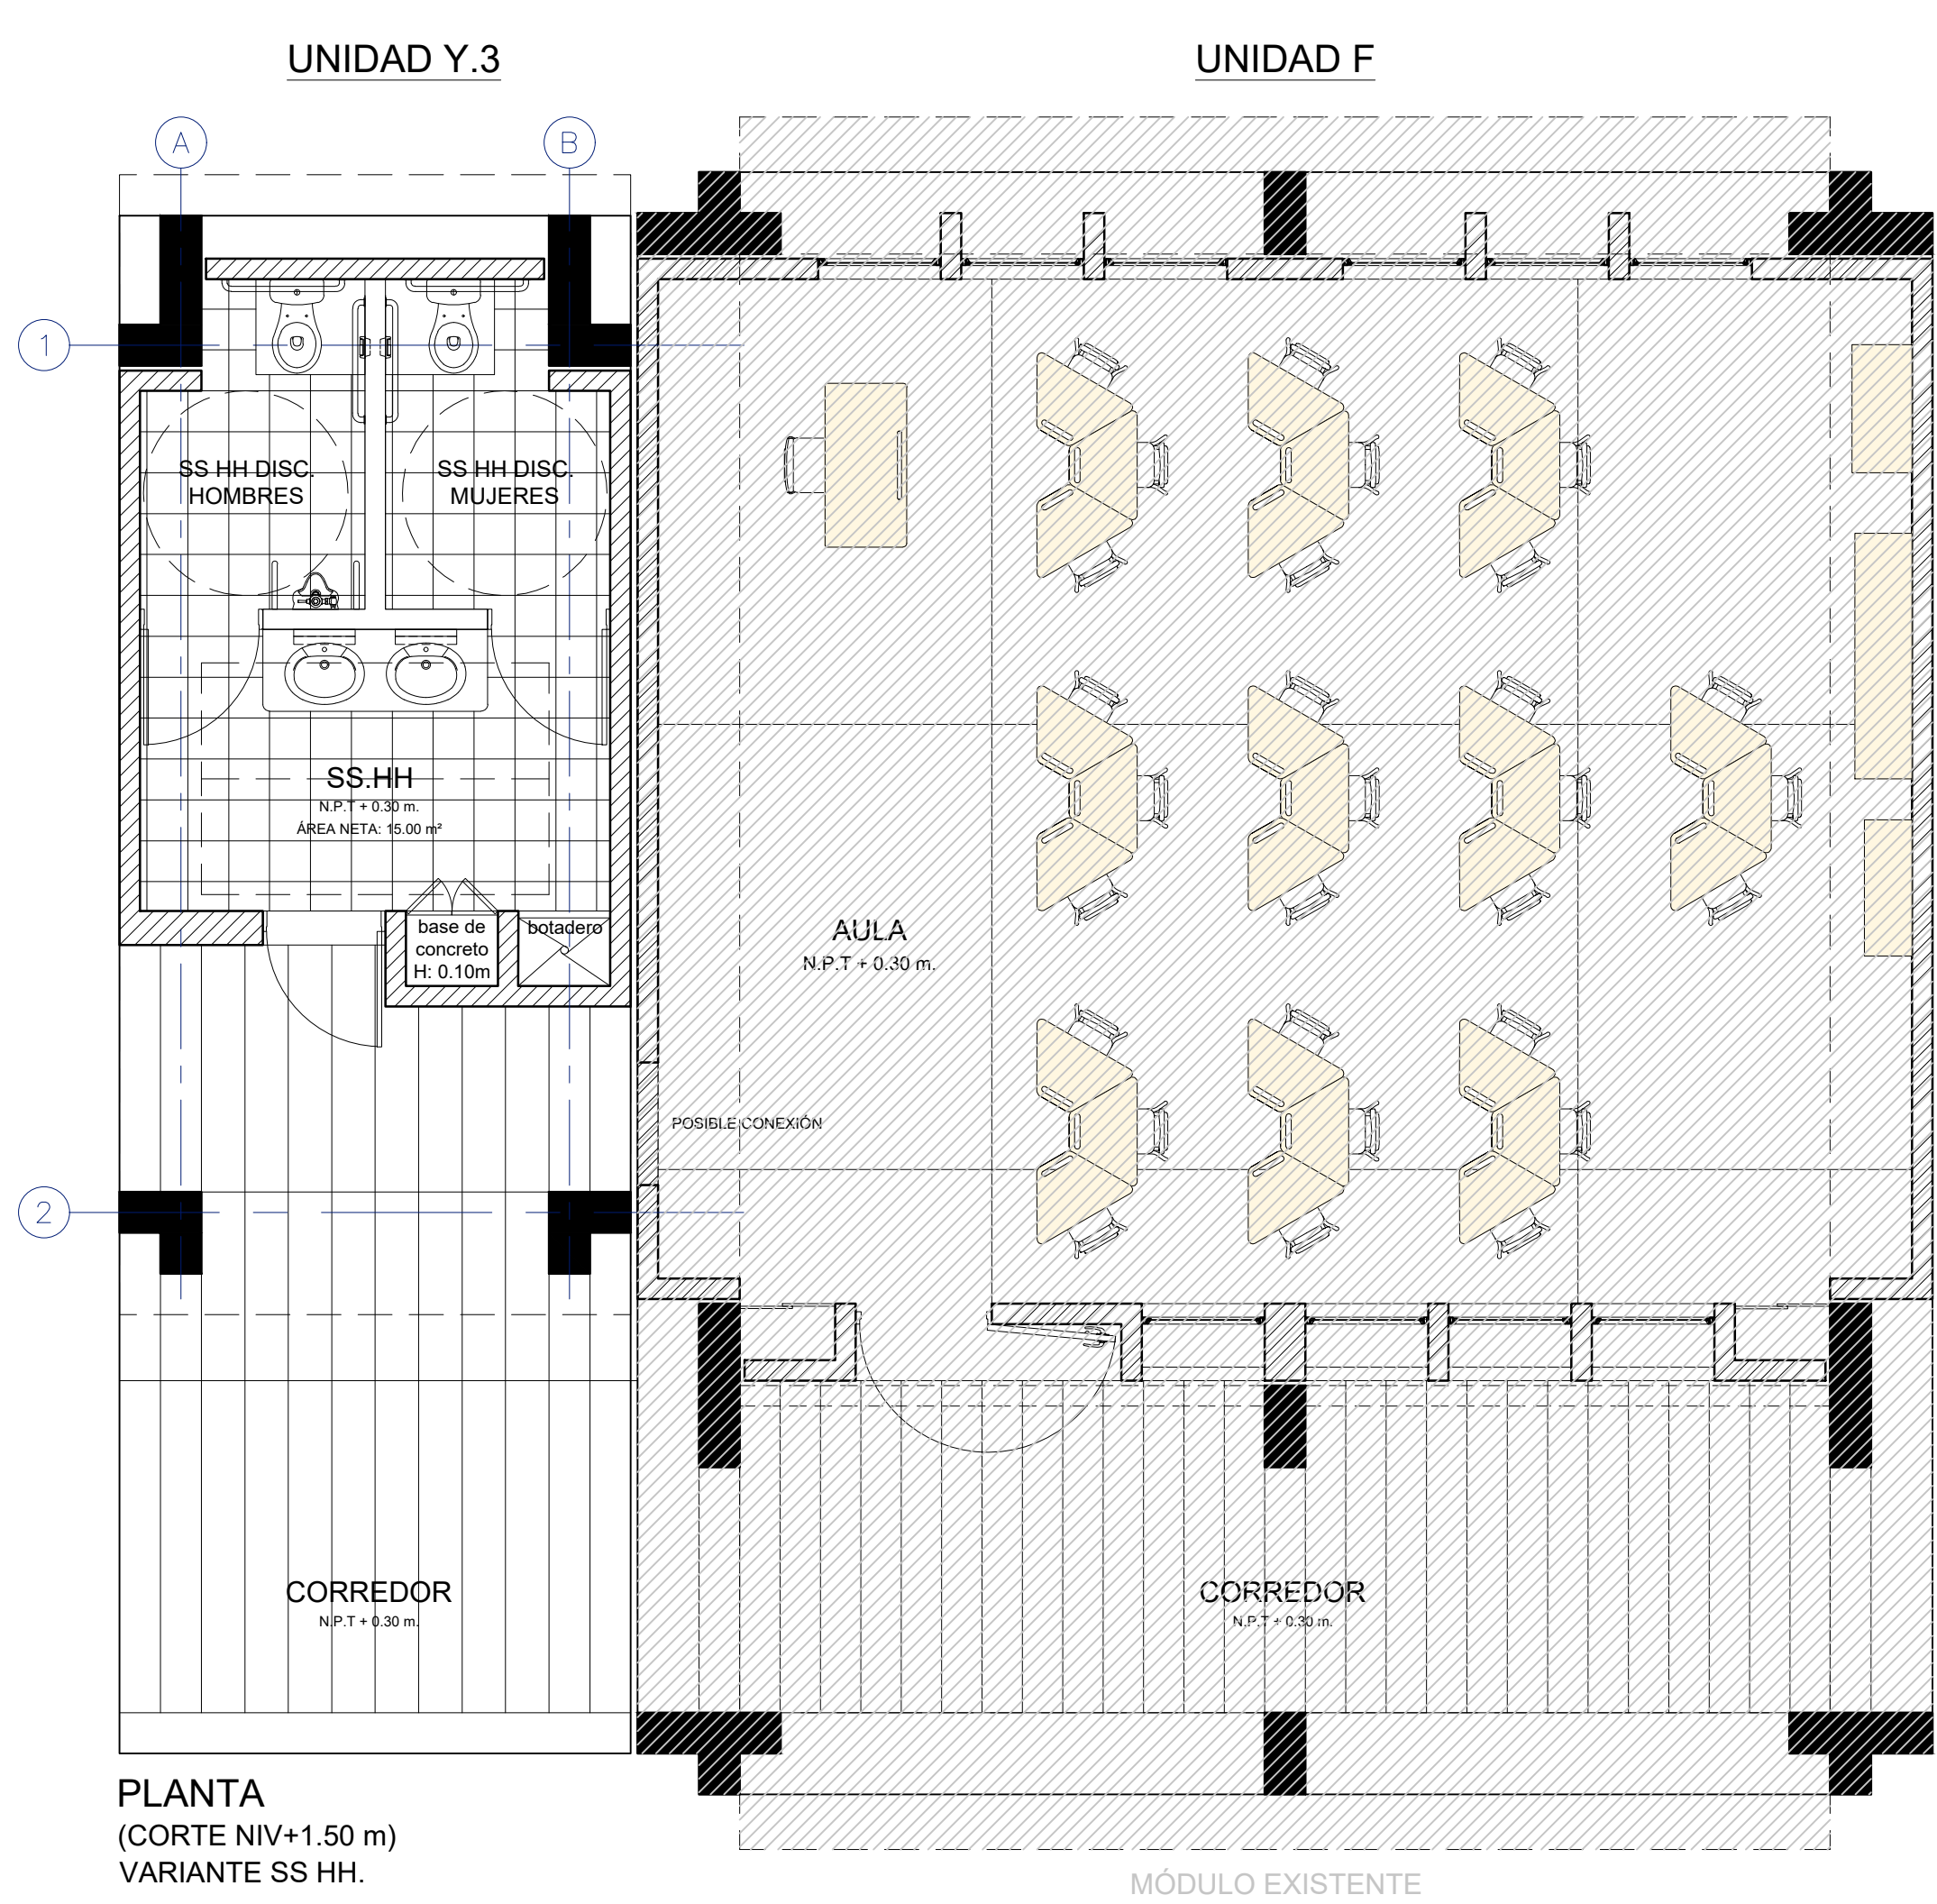 UNIDAD Y.3
UNIDAD F
A
B
1
SS HH DISC.
HOMBRES
SS HH DISC.
MUJERES
SS.HH
N.P.T + 0.30 m.
ÁREA NETA: 15.00 m²
base de
concreto
H: 0.10m
botadero
AULA
N.P.T + 0.30 m.
POSIBLE CONEXIÓN
2
CORREDOR
N.P.T + 0.30 m.
CORREDOR
N.P.T + 0.30 m.
PLANTA
(CORTE NIV+1.50 m)
VARIANTE SS HH.
MÓDULO EXISTENTE